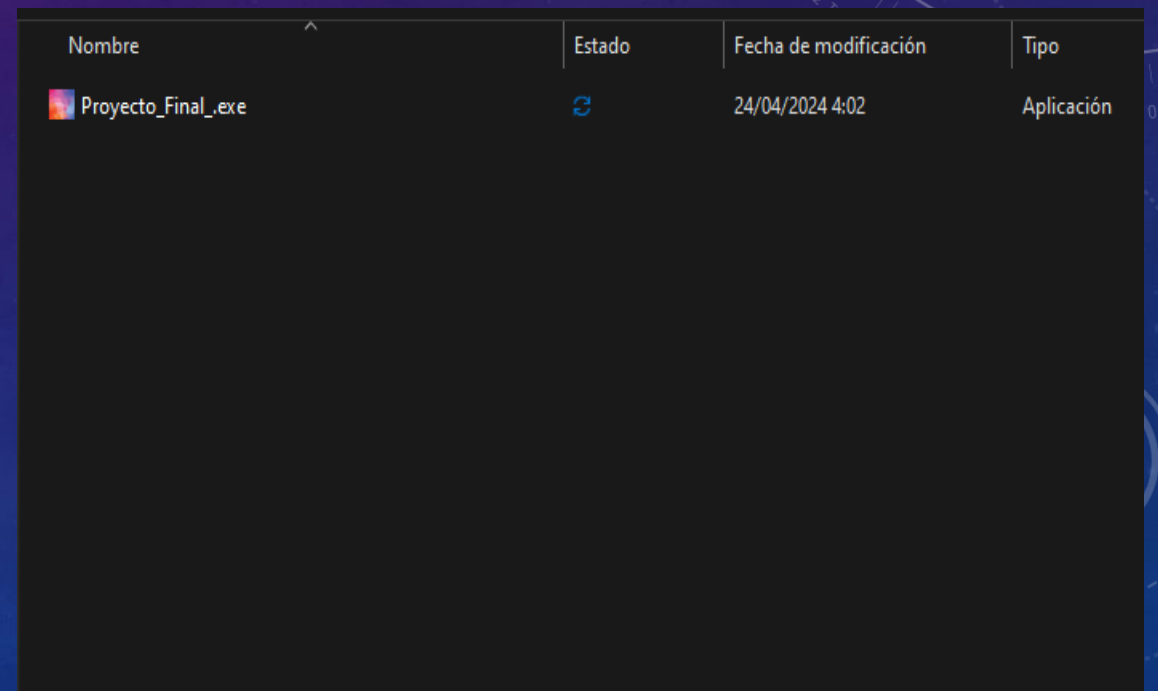 Nombre Estado Fecha de modificación Tipo
Proyecto_Final_.exe 24/04/2024 4:02 Aplicación